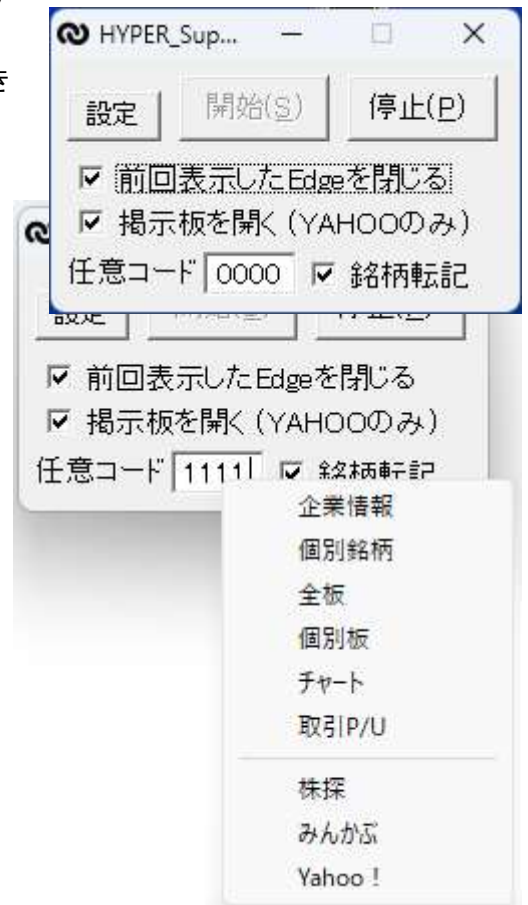 HYPER_Sup...
設定 開始(S) 停止(P)
前回表示したEdgeを閉じる
掲示板を開く(YAHOOのみ)
任意コード 0000 銘柄転記
前回表示したEdgeを閉じる
掲示板を開く(YAHOOのみ)
任意コード 1111 銘柄転記
企業情報
個別銘柄
全板
個別板
チャート
取引P/U
株探
みんかぶ
Yahoo!